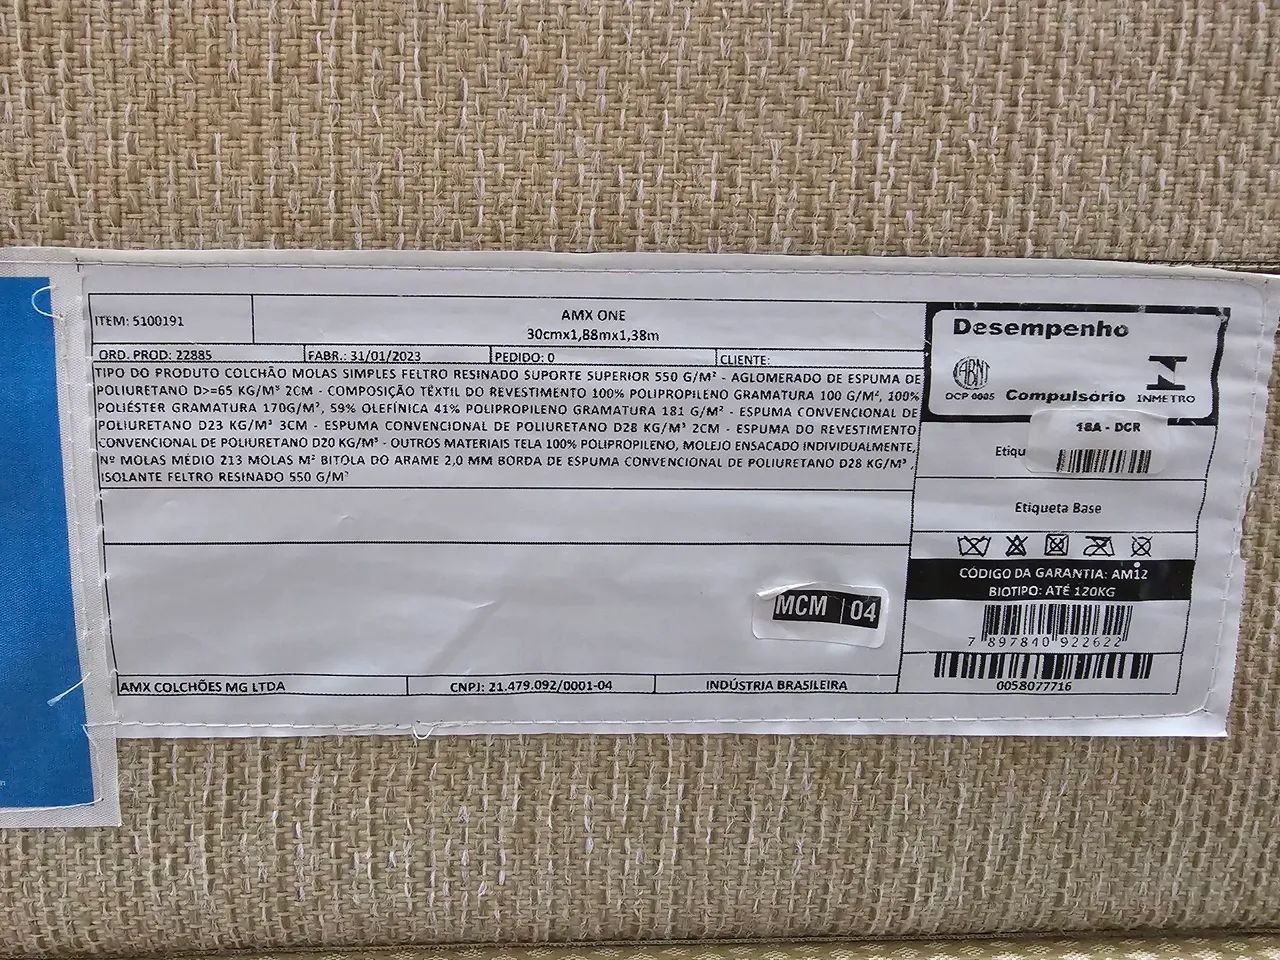 ITEM: 5100191
AMX ONE
30cmx1,88mx1,38m
ORD. PROD: 22885
FABR.: 31/01/2023
PEDIDO: 0
CLIENTE:
TIPO DO PRODUTO COLCHÃO MOLAS SIMPLES FELTRO RESINADO SUPORTE SUPERIOR 550 G/M² - AGLOMERADO DE ESPUMA DE
POLIURETANO D>=65 KG/M³ 2CM - COMPOSIÇÃO TÊXTIL DO REVESTIMENTO 100% POLIPROPILENO GRAMATURA 100 G/M², 100%
POLIÉSTER GRAMATURA 170G/M², 59% OLEFÍNICA 41% POLIPROPILENO GRAMATURA 181 G/M² - ESPUMA CONVENCIONAL DE
POLIURETANO D23 KG/M³ 3CM - ESPUMA CONVENCIONAL DE POLIURETANO D28 KG/M³ 2CM - ESPUMA DO REVESTIMENTO
CONVENCIONAL DE POLIURETANO D20 KG/M³ - OUTROS MATERIAIS TELA 100% POLIPROPILENO, MOLEJO ENSACADO INDIVIDUALMENTE,
Nº MOLAS MÉDIO 213 MOLAS M² BITOLA DO ARAME 2,0 MM BORDA DE ESPUMA CONVENCIONAL DE POLIURETANO D28 KG/M³,
ISOLANTE FELTRO RESINADO 550 G/M²
MCM 04
AMX COLCHÕES MG LTDA
CNPJ: 21.479.092/0001-04
INDÚSTRIA BRASILEIRA
Desempenho
ABNT
OCP 0005 Compulsório INMETRO
18A - DCR
Etiqu
Etiqueta Base
CÓDIGO DA GARANTIA: AM12
BIOTIPO: ATÉ 120KG
7 897840 922622
0058077716